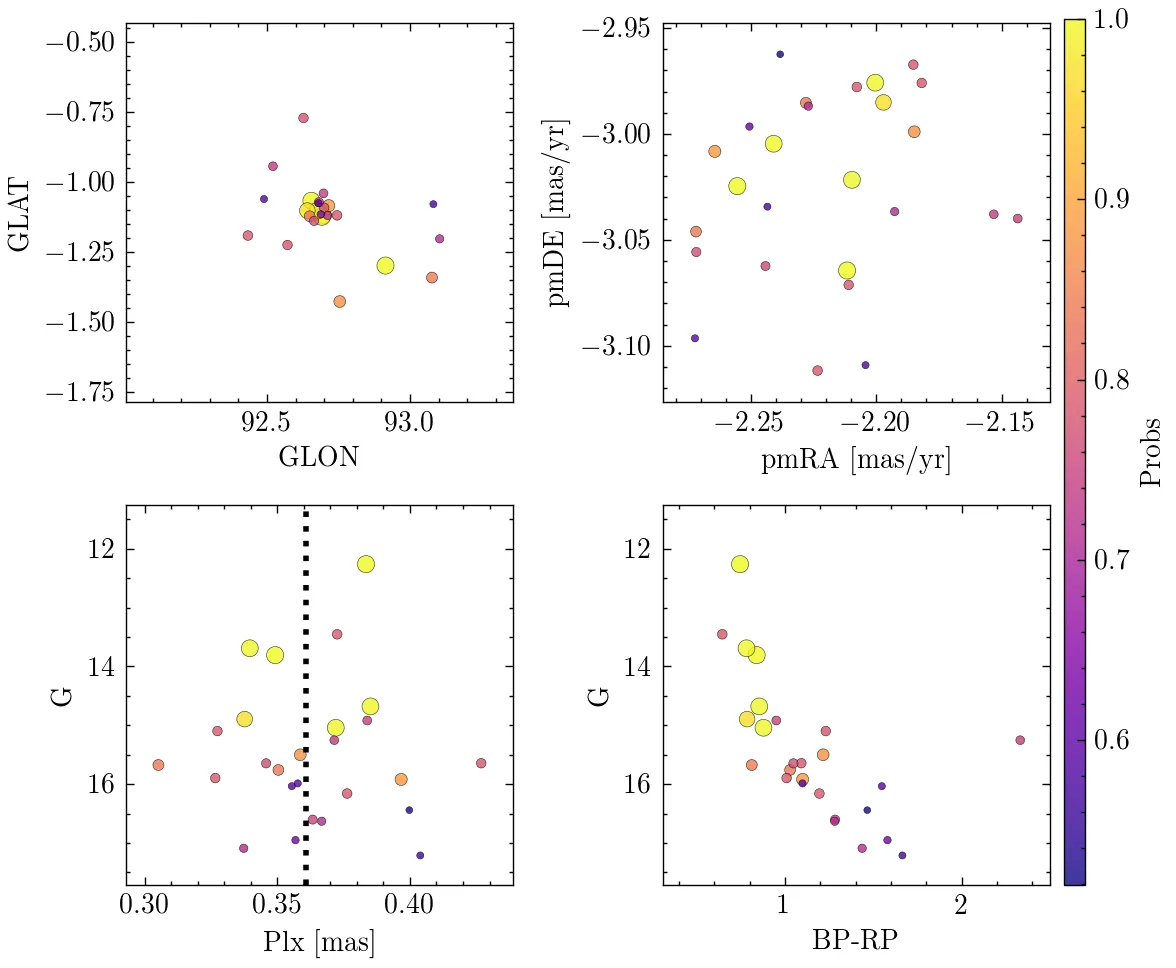 −0.50
−0.75
−1.00
−1.25
−1.50
−1.75
GLAT
92.5 93.0
GLON
−2.95
−3.00
−3.05
−3.10
pmDE [mas/yr]
−2.25 −2.20 −2.15
pmRA [mas/yr]
1.0
0.9
0.8
0.7
0.6
Probs
12
14
16
G
0.30 0.35 0.40
Plx [mas]
12
14
16
G
1 2
BP-RP